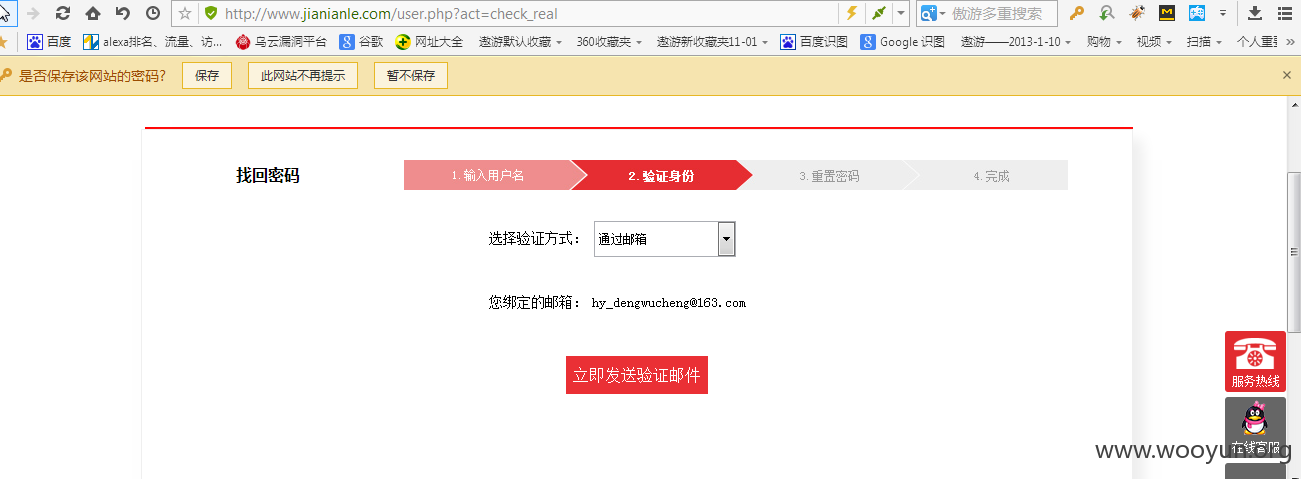 http://www.jianianle.com/user.php?act=check_real
傲游多重搜索
百度 alexa排名、流量、访... 乌云漏洞平台 谷歌 网址大全 遨游默认收藏 360收藏夹 遨游新收藏夹11-01 百度识图 Google 识图 遨游——2013-1-10 购物 视频 扫描 个人重要 »
是否保存该网站的密码? 保存 此网站不再提示 暂不保存 ×
找回密码 1.输入用户名 2.验证身份 3.重置密码 4.完成
选择验证方式： 通过邮箱
您绑定的邮箱： hy_dengwucheng@163.com
立即发送验证邮件
服务热线
在线客服
www.wooyun.org